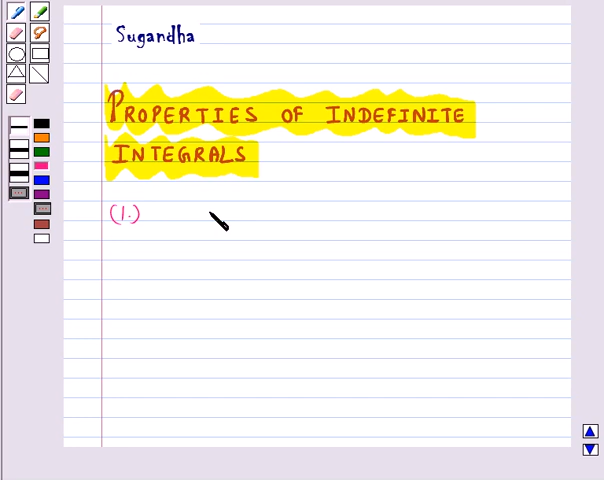 Sugandha
PROPERTIES OF INDEFINITE
INTEGRALS
(1.)